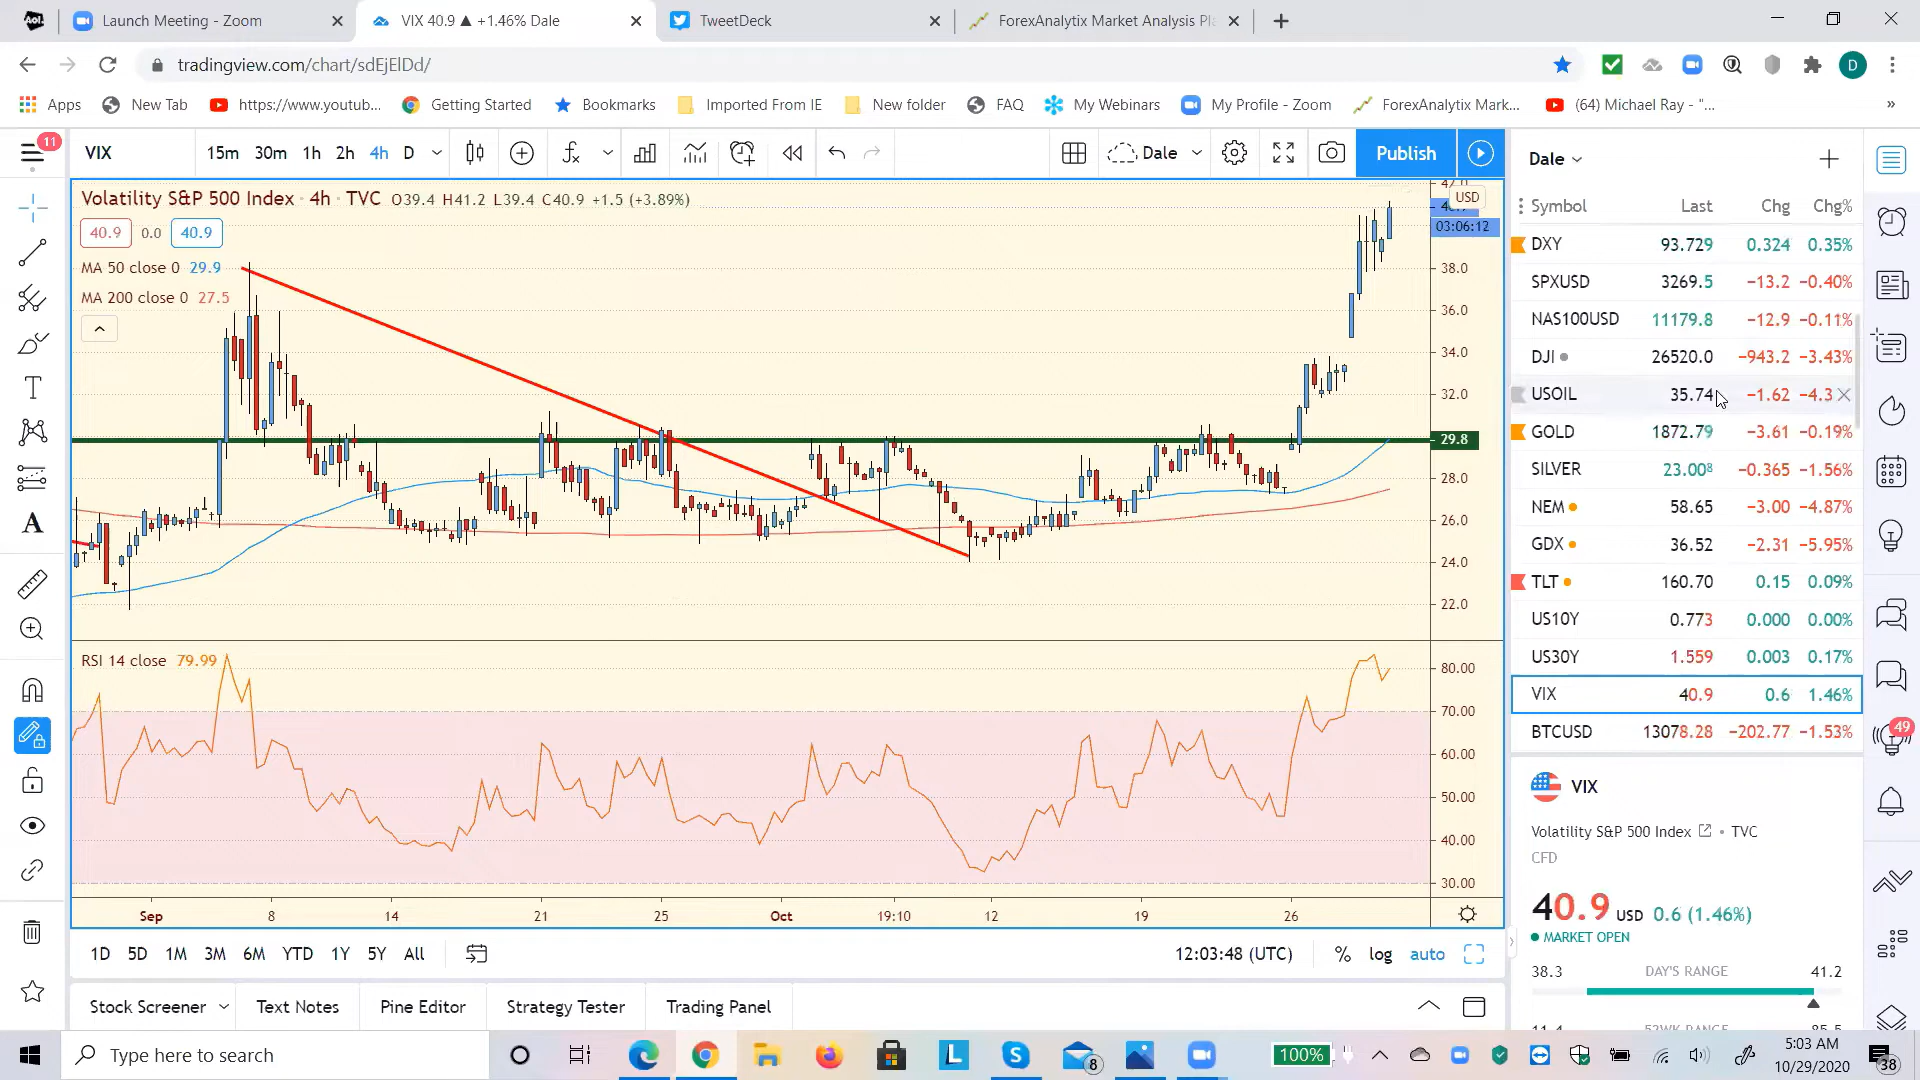 Launch Meeting - Zoom
VIX 40.9 ▲ +1.46% Dale
TweetDeck
ForexAnalytix Market Analysis Pl
tradingview.com/chart/sdEjElDd/
D
Apps
New Tab
https://www.youtub...
Getting Started
Bookmarks
Imported From IE
New folder
FAQ
My Webinars
My Profile - Zoom
ForexAnalytix Mark...
(64) Michael Ray - "...
»
11
VIX
15m 30m 1h 2h 4h D
Dale
Publish
Volatility S&P 500 Index · 4h · TVC O39.4 H41.2 L39.4 C40.9 +1.5 (+3.89%)
40.9 0.0 40.9
MA 50 close 0 29.9
MA 200 close 0 27.5
USD
03:06:12
38.0
36.0
34.0
32.0
29.8
28.0
26.0
24.0
22.0
RSI 14 close 79.99
80.00
70.00
60.00
50.00
40.00
30.00
Sep 8 14 21 25 Oct 19:10 12 19 26
1D 5D 1M 3M 6M YTD 1Y 5Y All
12:03:48 (UTC) % log auto
Stock Screener Text Notes Pine Editor Strategy Tester Trading Panel
Dale
Symbol Last Chg Chg%
DXY 93.729 0.324 0.35%
SPXUSD 3269.5 −13.2 −0.40%
NAS100USD 11179.8 −12.9 −0.11%
DJI 26520.0 −943.2 −3.43%
USOIL 35.74 −1.62 −4.3
GOLD 1872.79 −3.61 −0.19%
SILVER 23.008 −0.365 −1.56%
NEM 58.65 −3.00 −4.87%
GDX 36.52 −2.31 −5.95%
TLT 160.70 0.15 0.09%
US10Y 0.773 0.000 0.00%
US30Y 1.559 0.003 0.17%
VIX 40.9 0.6 1.46%
BTCUSD 13078.28 −202.77 −1.53%
VIX
Volatility S&P 500 Index • TVC
CFD
40.9 USD 0.6 (1.46%)
MARKET OPEN
38.3 DAY'S RANGE 41.2
49
Type here to search
8
100%
5:03 AM
10/29/2020
38